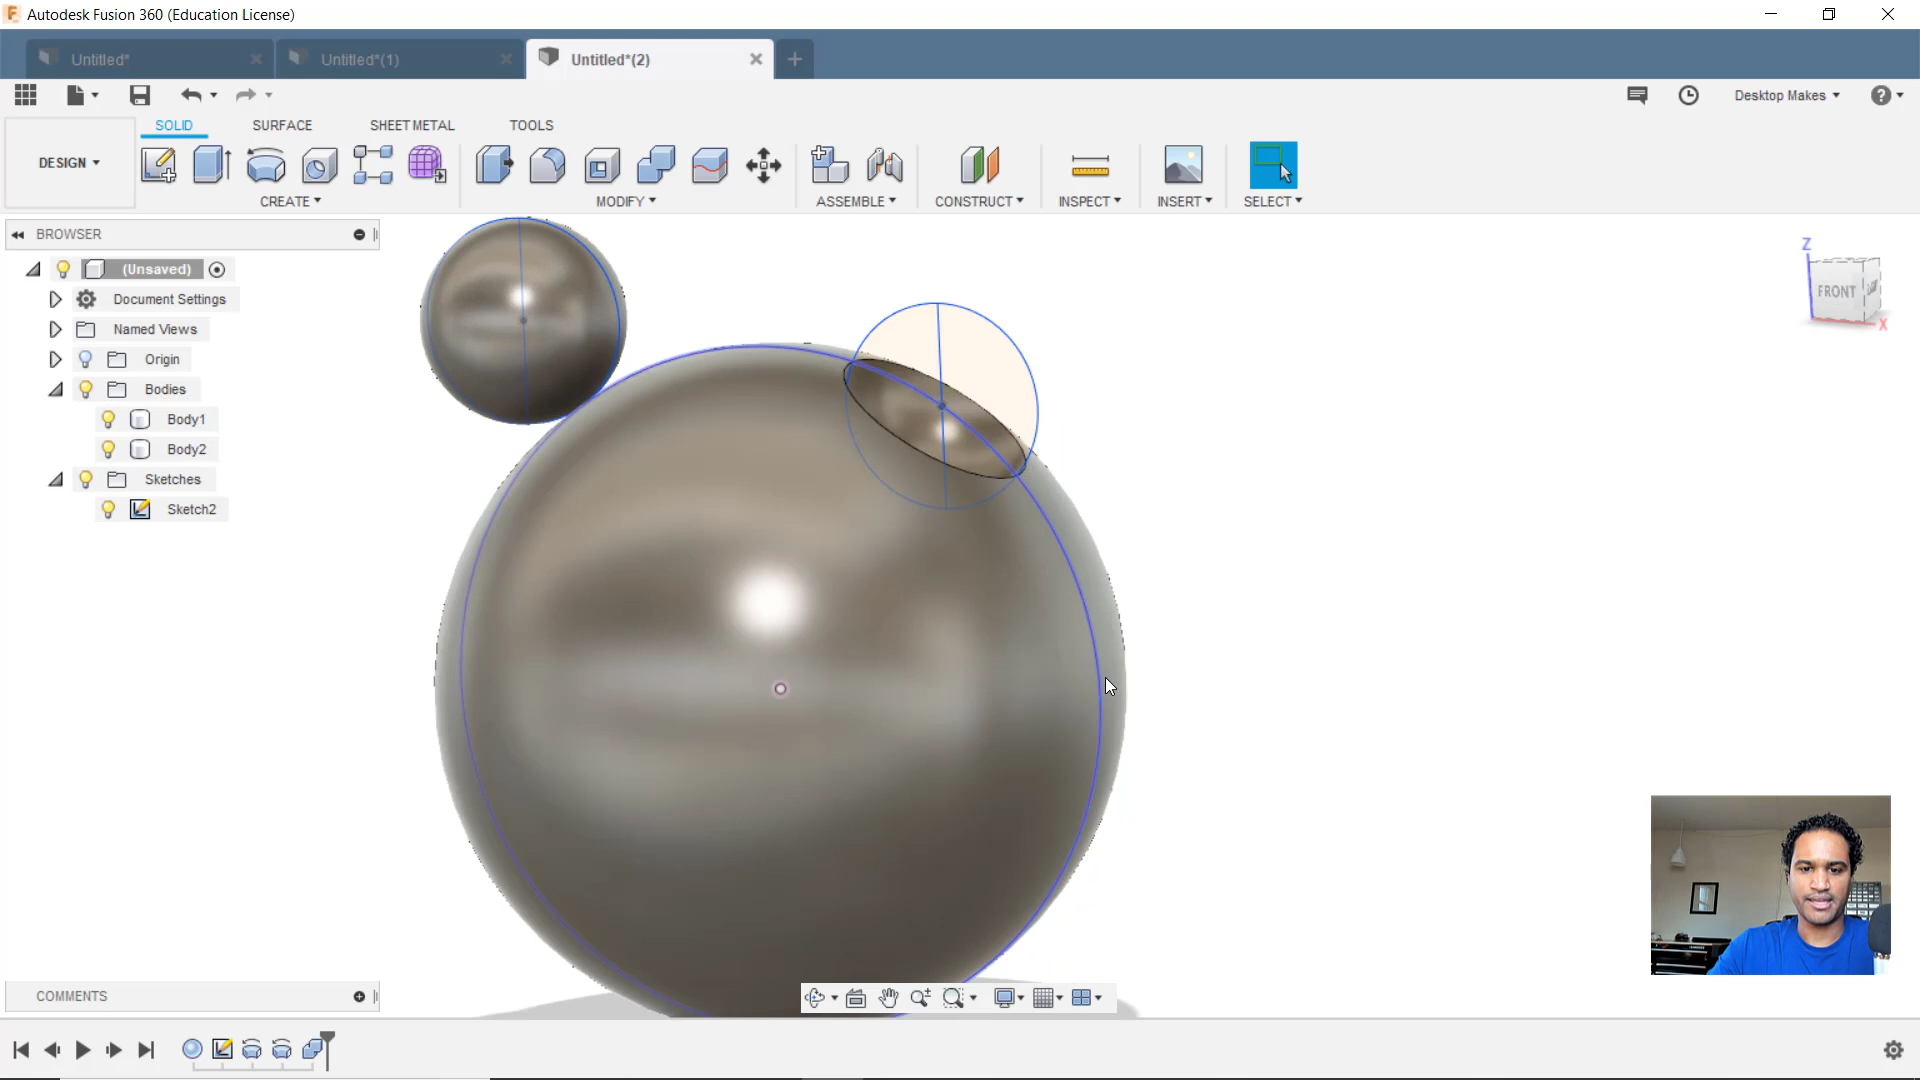 Autodesk Fusion 360 (Education License)
Untitled*
Untitled*(1)
Untitled*(2)
Desktop Makes
SOLID
SURFACE
SHEET METAL
TOOLS
DESIGN
CREATE
MODIFY
ASSEMBLE
CONSTRUCT
INSPECT
INSERT
SELECT
BROWSER
(Unsaved)
Document Settings
Named Views
Origin
Bodies
Body1
Body2
Sketches
Sketch2
Z
FRONT
X
COMMENTS